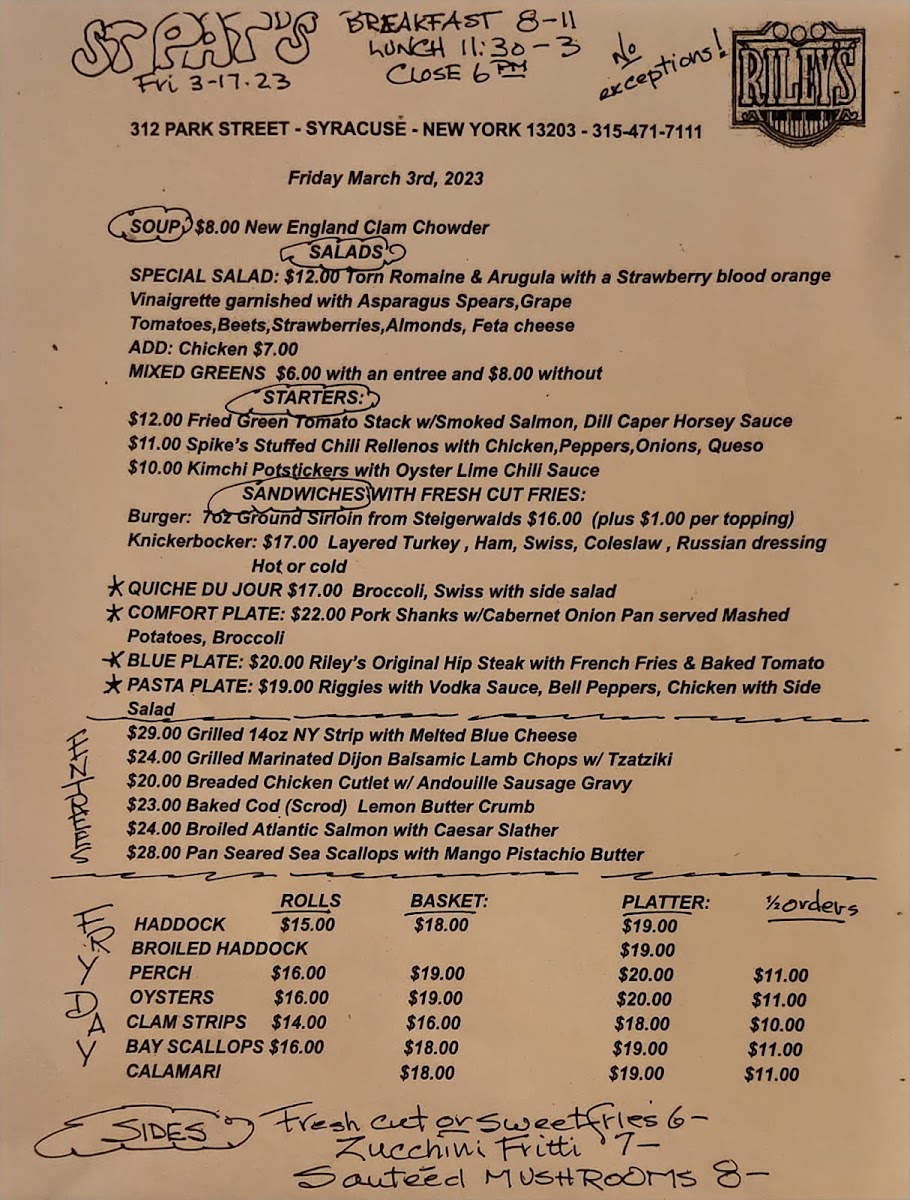 ST PAT'S
Fri 3-17-23
BREAKFAST 8-11
LUNCH 11:30-3
CLOSE 6 PM
No exceptions!
RILEY'S
312 PARK STREET - SYRACUSE - NEW YORK 13203 - 315-471-7111
Friday March 3rd, 2023
SOUP $8.00 New England Clam Chowder
SALADS
SPECIAL SALAD: $12.00 Torn Romaine & Arugula with a Strawberry blood orange
Vinaigrette garnished with Asparagus Spears,Grape
Tomatoes,Beets,Strawberries,Almonds, Feta cheese
ADD: Chicken $7.00
MIXED GREENS $6.00 with an entree and $8.00 without
STARTERS:
$12.00 Fried Green Tomato Stack w/Smoked Salmon, Dill Caper Horsey Sauce
$11.00 Spike's Stuffed Chili Rellenos with Chicken,Peppers,Onions, Queso
$10.00 Kimchi Potstickers with Oyster Lime Chili Sauce
SANDWICHES WITH FRESH CUT FRIES:
Burger: 7oz Ground Sirloin from Steigerwalds $16.00 (plus $1.00 per topping)
Knickerbocker: $17.00 Layered Turkey , Ham, Swiss, Coleslaw , Russian dressing
Hot or cold
* QUICHE DU JOUR $17.00 Broccoli, Swiss with side salad
* COMFORT PLATE: $22.00 Pork Shanks w/Cabernet Onion Pan served Mashed
Potatoes, Broccoli
* BLUE PLATE: $20.00 Riley's Original Hip Steak with French Fries & Baked Tomato
* PASTA PLATE: $19.00 Riggies with Vodka Sauce, Bell Peppers, Chicken with Side
Salad
ENTREES
$29.00 Grilled 14oz NY Strip with Melted Blue Cheese
$24.00 Grilled Marinated Dijon Balsamic Lamb Chops w/ Tzatziki
$20.00 Breaded Chicken Cutlet w/ Andouille Sausage Gravy
$23.00 Baked Cod (Scrod) Lemon Butter Crumb
$24.00 Broiled Atlantic Salmon with Caesar Slather
$28.00 Pan Seared Sea Scallops with Mango Pistachio Butter
FRYDAY
ROLLS BASKET: PLATTER: ½ orders
HADDOCK $15.00 $18.00 $19.00
BROILED HADDOCK $19.00
PERCH $16.00 $19.00 $20.00 $11.00
OYSTERS $16.00 $19.00 $20.00 $11.00
CLAM STRIPS $14.00 $16.00 $18.00 $10.00
BAY SCALLOPS $16.00 $18.00 $19.00 $11.00
CALAMARI $18.00 $19.00 $11.00
SIDES
Fresh cut or sweet fries 6-
Zucchini Fritti 7-
Sauteéd MUSHROOMS 8-